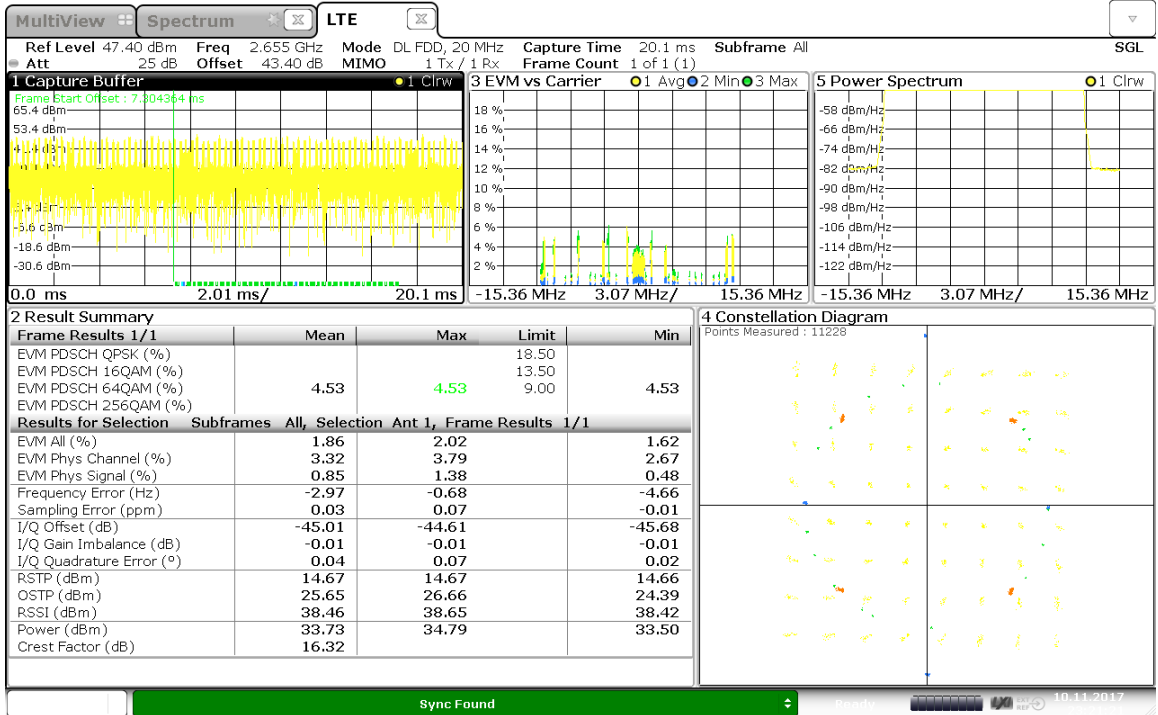 MultiView Spectrum LTE
Ref Level 47.40 dBm Freq 2.655 GHz Mode DL FDD, 20 MHz Capture Time 20.1 ms Subframe All SGL
Att 25 dB Offset 43.40 dB MIMO 1 Tx / 1 Rx Frame Count 1 of 1 (1)
1 Capture Buffer 1 Clrw
Frame Start Offset : 7.304364 ms
65.4 dBm
53.4 dBm
-6.6 dBm
-18.6 dBm
-30.6 dBm
0.0 ms 2.01 ms/ 20.1 ms
3 EVM vs Carrier 1 Avg 2 Min 3 Max
18 %
16 %
14 %
12 %
10 %
8 %
6 %
4 %
2 %
-15.36 MHz 3.07 MHz/ 15.36 MHz
5 Power Spectrum 1 Clrw
-58 dBm/Hz
-66 dBm/Hz
-74 dBm/Hz
-82 dBm/Hz
-90 dBm/Hz
-98 dBm/Hz
-106 dBm/Hz
-114 dBm/Hz
-122 dBm/Hz
-15.36 MHz 3.07 MHz/ 15.36 MHz
2 Result Summary
Frame Results 1/1 Mean Max Limit Min
EVM PDSCH QPSK (%) 18.50
EVM PDSCH 16QAM (%) 13.50
EVM PDSCH 64QAM (%) 4.53 4.53 9.00 4.53
EVM PDSCH 256QAM (%)
Results for Selection Subframes All, Selection Ant 1, Frame Results 1/1
EVM All (%) 1.86 2.02 1.62
EVM Phys Channel (%) 3.32 3.79 2.67
EVM Phys Signal (%) 0.85 1.38 0.48
Frequency Error (Hz) -2.97 -0.68 -4.66
Sampling Error (ppm) 0.03 0.07 -0.01
I/Q Offset (dB) -45.01 -44.61 -45.68
I/Q Gain Imbalance (dB) -0.01 -0.01 -0.01
I/Q Quadrature Error (º) 0.04 0.07 0.02
RSTP (dBm) 14.67 14.67 14.66
OSTP (dBm) 25.65 26.66 24.39
RSSI (dBm) 38.46 38.65 38.42
Power (dBm) 33.73 34.79 33.50
Crest Factor (dB) 16.32
4 Constellation Diagram
Points Measured : 11228
Sync Found
Ready
LXI
EXT
REF
10.11.2017